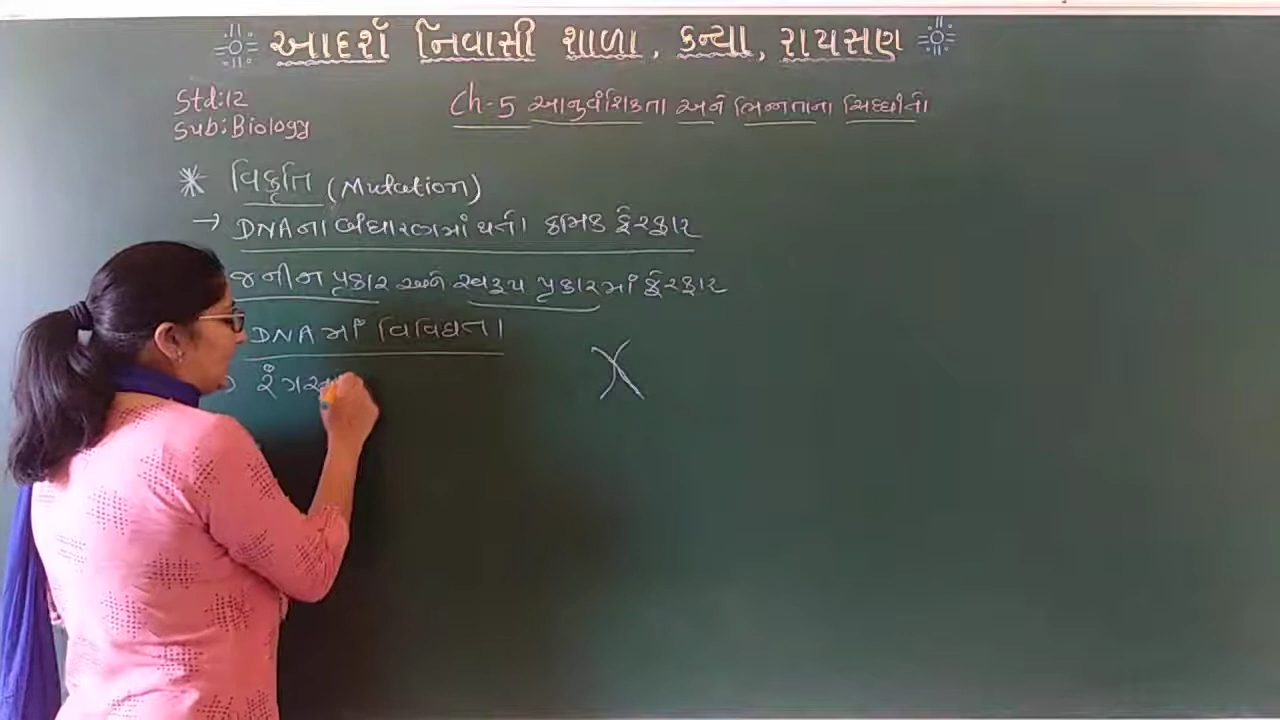 આદર્શ નિવાસી શાળા, કન્યા, રાયસણ
Std:12
Sub: Biology
Ch-5 આનુવંશિકતા અને ભિન્નતાના સિદ્ધાંતો
* વિકૃતિ (Mutation)
→ DNAના બંધારણમાં થતો ક્રમિક ફેરફાર
જનીન પ્રકાર અને સ્વરૂપ પ્રકારમાં ફેરફાર
DNAમાં વિવિધતા